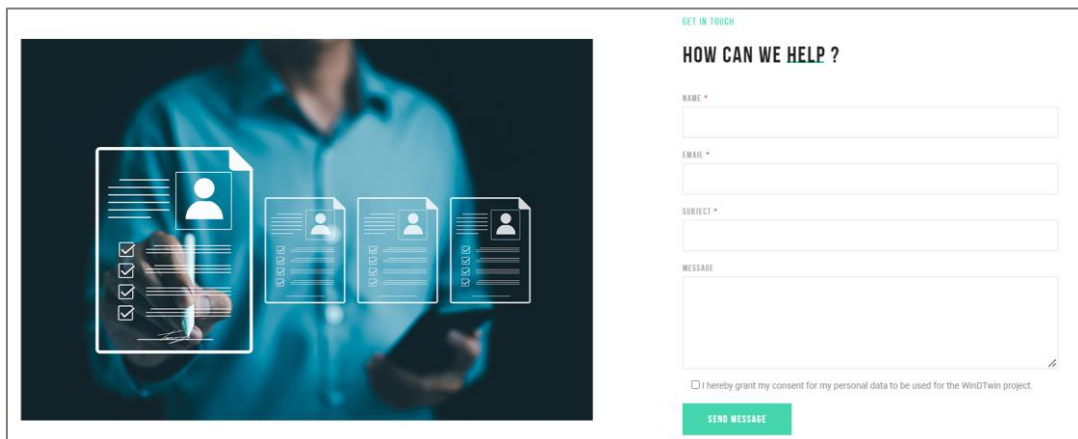 GET IN TOUCH
HOW CAN WE HELP ?
NAME *
EMAIL *
SUBJECT *
MESSAGE
I hereby grant my consent for my personal data to be used for the WinDTwin project.
SEND MESSAGE